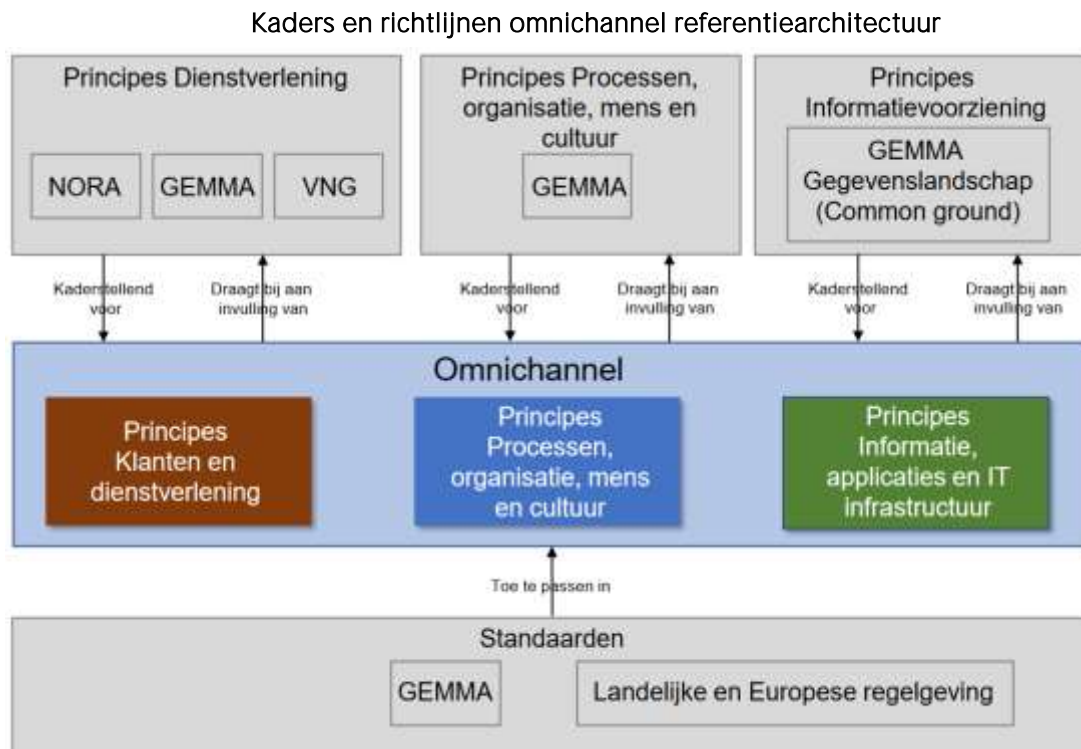 Kaders en richtlijnen omnichannel referentiearchitectuur
Principes Dienstverlening
NORA
GEMMA
VNG
Principes Processen,
organisatie, mens en
cultuur
GEMMA
Principes
Informatievoorziening
GEMMA
Gegevenslandschap
(Common ground)
Kaderstellend
voor
Draagt bij aan
invulling van
Kaderstellend
voor
Draagt bij aan
invulling van
Kaderstellend
voor
Draagt bij aan
invulling van
Omnichannel
Principes
Klanten en
dienstverlening
Principes
Processen,
organisatie, mens
en cultuur
Principes
Informatie,
applicaties en IT
infrastructuur
Toe te passen in
Standaarden
GEMMA
Landelijke en Europese regelgeving